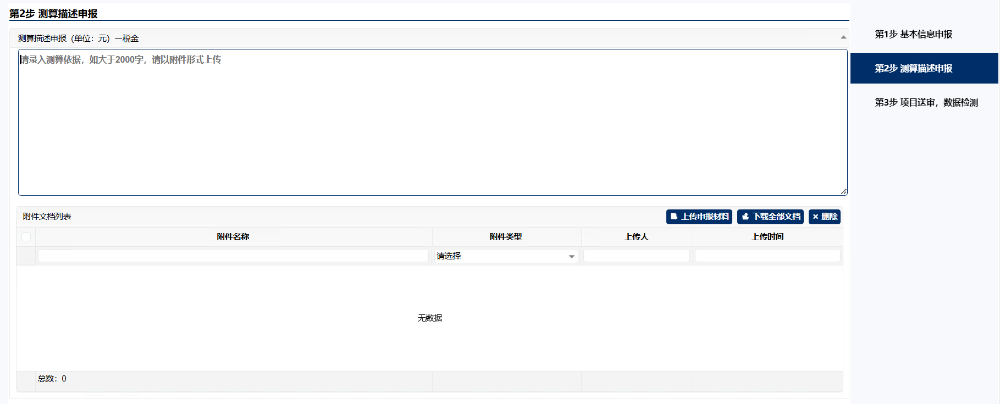 第2步 测算描述申报
测算描述申报（单位：元）—税金
请录入测算依据，如大于2000字，请以附件形式上传
附件文档列表
上传申报材料
下载全部文档
删除
附件名称
附件类型
上传人
上传时间
请选择
无数据
总数：0
第1步 基本信息申报
第2步 测算描述申报
第3步 项目送审，数据检测